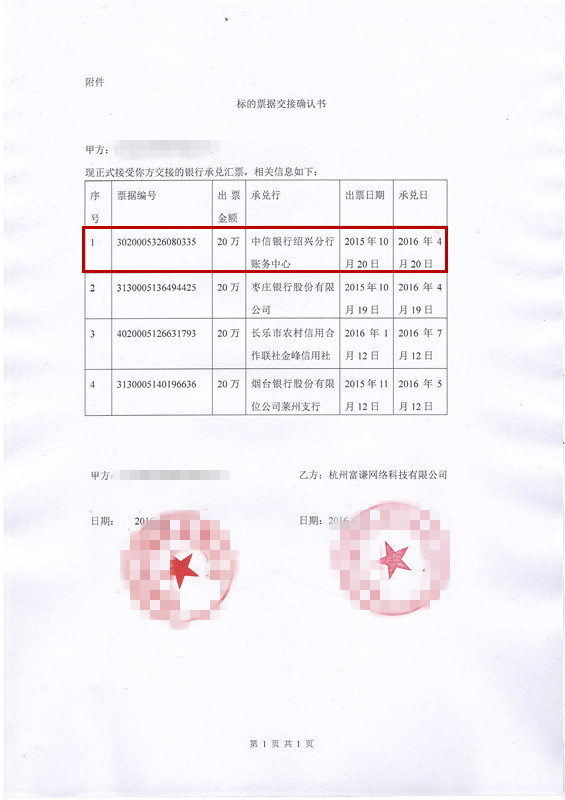 附件
标的票据交接确认书
甲方：
现正式接受你方交接的银行承兑汇票，相关信息如下：
序号 票据编号 出票金额 承兑行 出票日期 承兑日
1 3020005326080335 20 万 中信银行绍兴分行账务中心 2015 年 10 月 20 日 2016 年 4 月 20 日
2 3130005136494425 20 万 枣庄银行股份有限公司 2015 年 10 月 19 日 2016 年 4 月 19 日
3 4020005126631793 20 万 长乐市农村信用合作联社金峰信用社 2016 年 1 月 12 日 2016 年 7 月 12 日
4 3130005140196636 20 万 烟台银行股份有限位公司莱州支行 2015 年 11 月 12 日 2016 年 5 月 12 日
甲方： 乙方：杭州富谦网络科技有限公司
日期： 2016 日期：2016
第 1 页 共 1 页